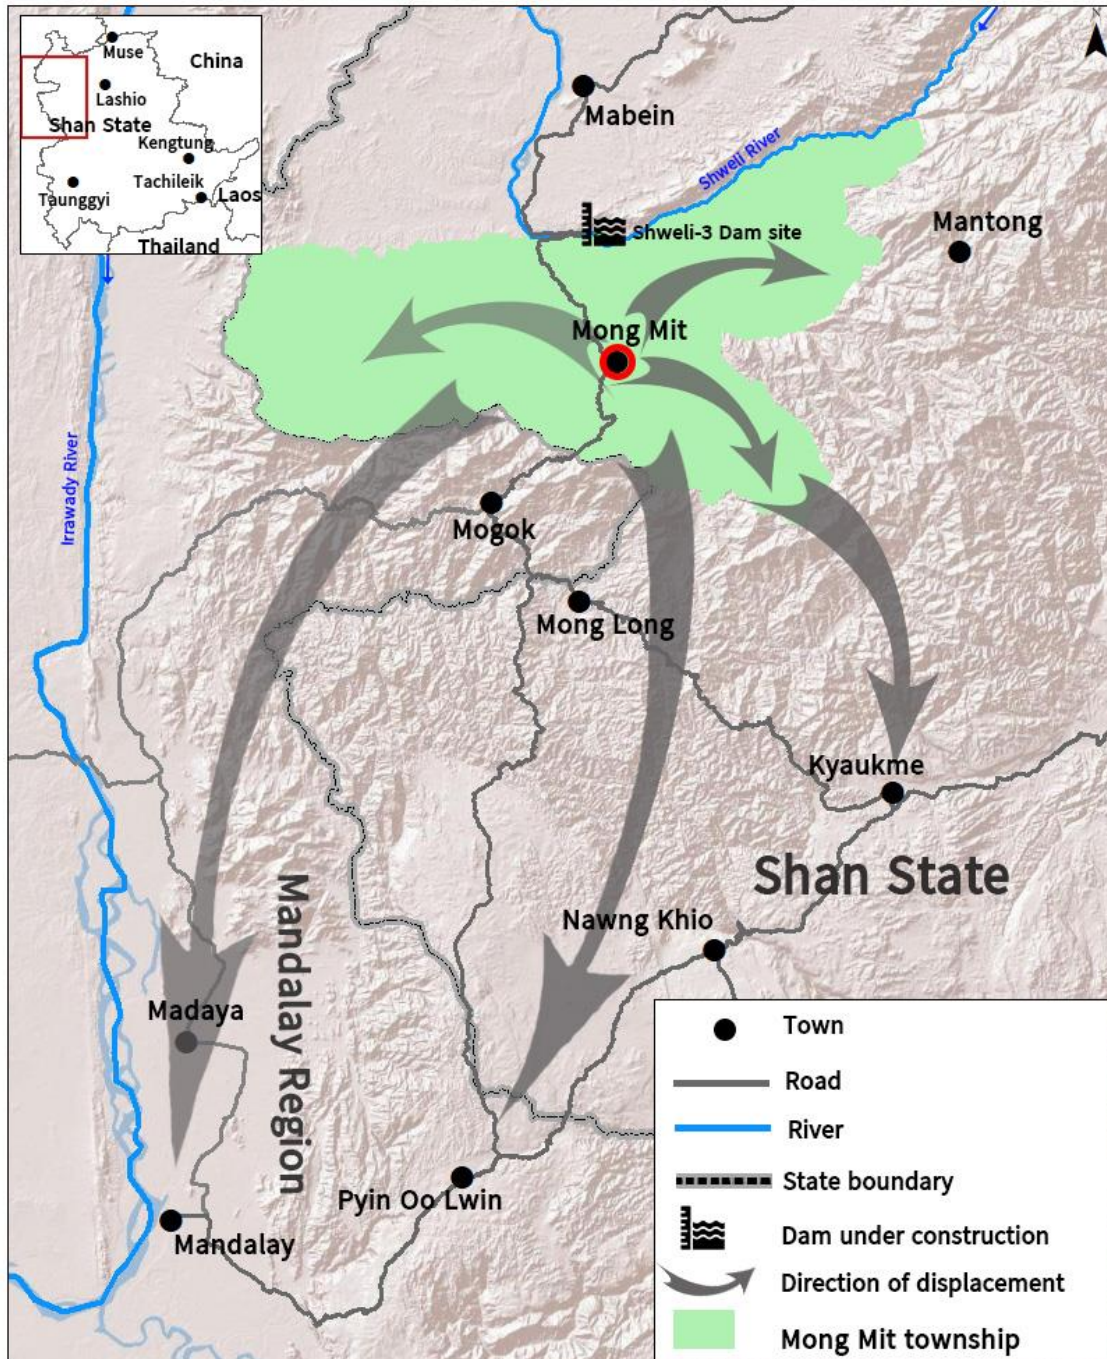 Muse
China
Lashio
Shan State
Kengtung
Tachileik
Taunggyi
Laos
Thailand
N
Mabein
Shweli River
Shweli-3 Dam site
Mantong
Mong Mit
Irrawady River
Mogok
Mong Long
Kyaukme
Shan State
Nawng Khio
Mandalay Region
Madaya
Pyin Oo Lwin
Mandalay
Town
Road
River
State boundary
Dam under construction
Direction of displacement
Mong Mit township